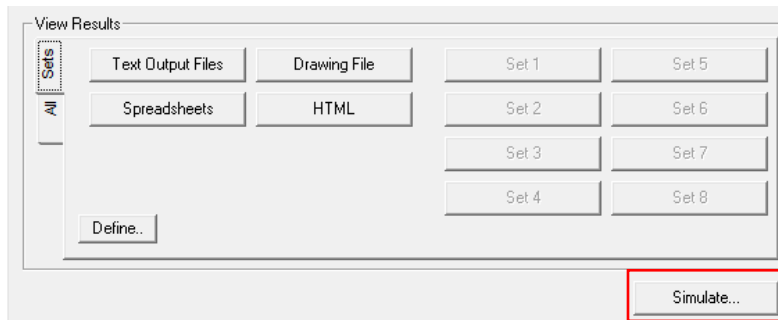 View Results
Sets
All
Text Output Files
Drawing File
Set 1
Set 5
Spreadsheets
HTML
Set 2
Set 6
Set 3
Set 7
Set 4
Set 8
Define..
Simulate...